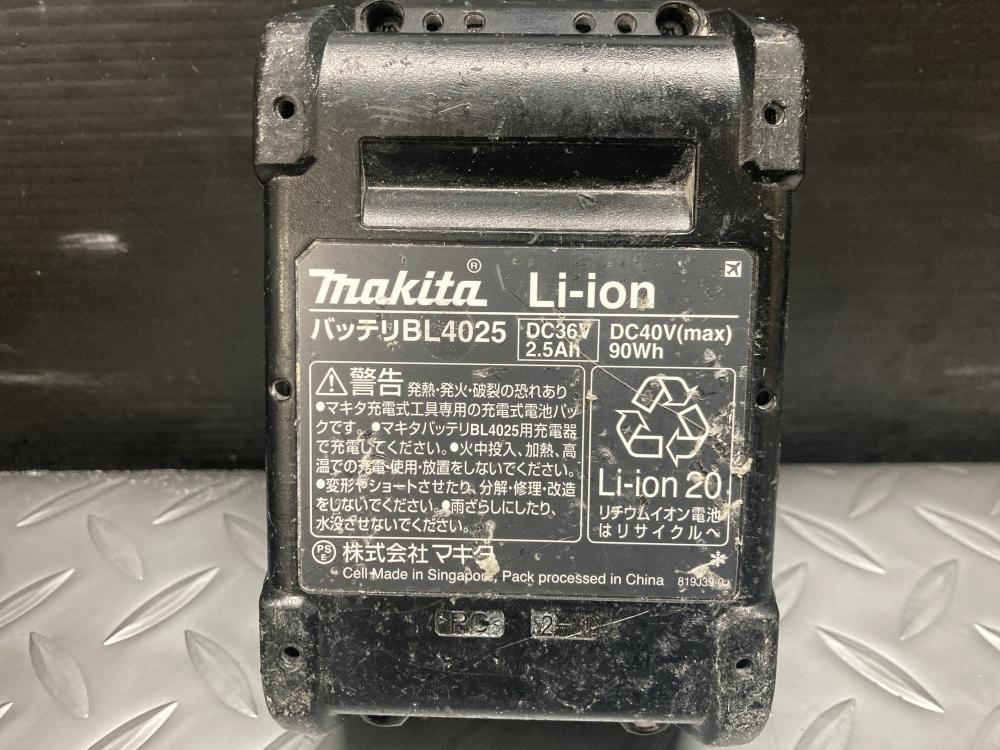 makita® Li-ion
バッテリBL4025 DC36V 2.5Ah DC40V(max) 90Wh
警告 発熱・発火・破裂の恐れあり
●マキタ充電式工具専用の充電式電池パッ
クです。●マキタバッテリBL4025用充電器
で充電してください。●火中投入、加熱、高
温での充電・使用・放置をしないでください。
●変形やショートさせたり、分解・修理・改造
をしないでください。●雨ざらしにしたり、
水没させないでください。
Li-ion 20
リチウムイオン電池
はリサイクルへ
PSE 株式会社マキタ
Cell Made in Singapore, Pack processed in China 819J39-0